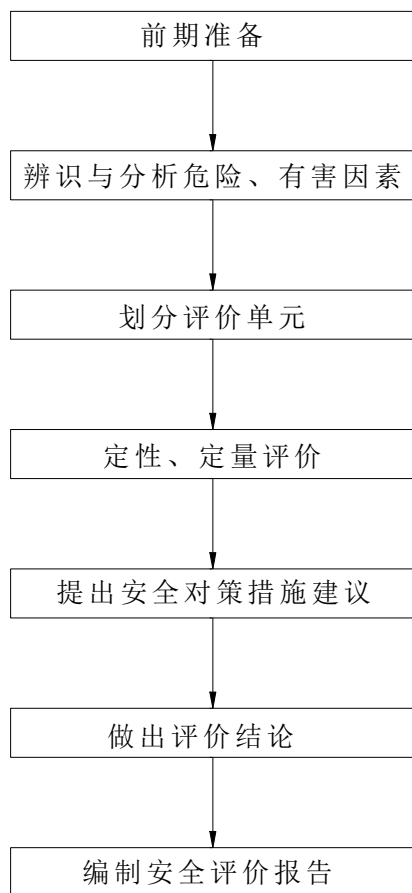 前期准备
辨识与分析危险、有害因素
划分评价单元
定性、定量评价
提出安全对策措施建议
做出评价结论
编制安全评价报告